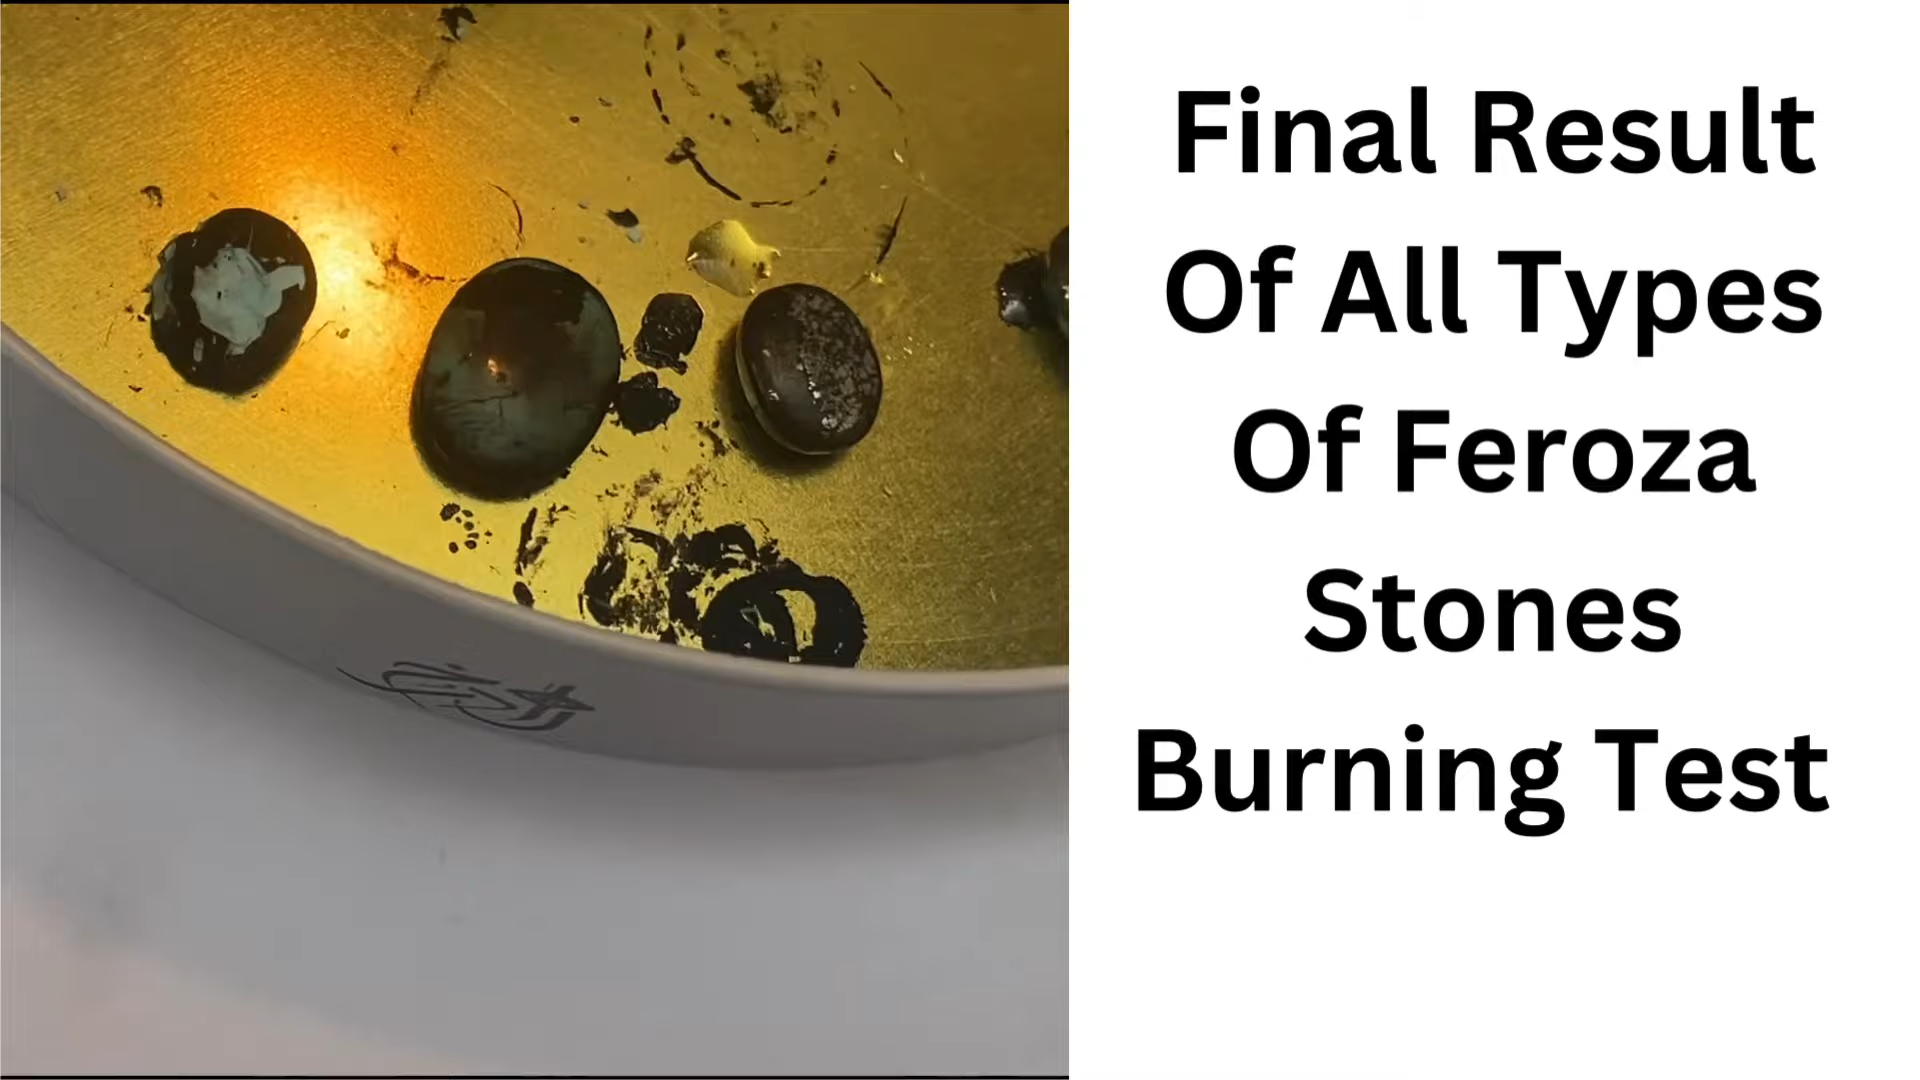 Final Result
Of All Types
Of Feroza
Stones
Burning Test